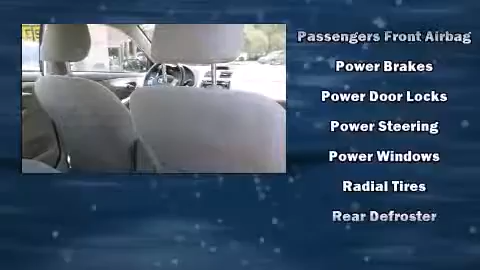 Passengers Front Airbag
Power Brakes
Power Door Locks
Power Steering
Power Windows
Radial Tires
Rear Defroster